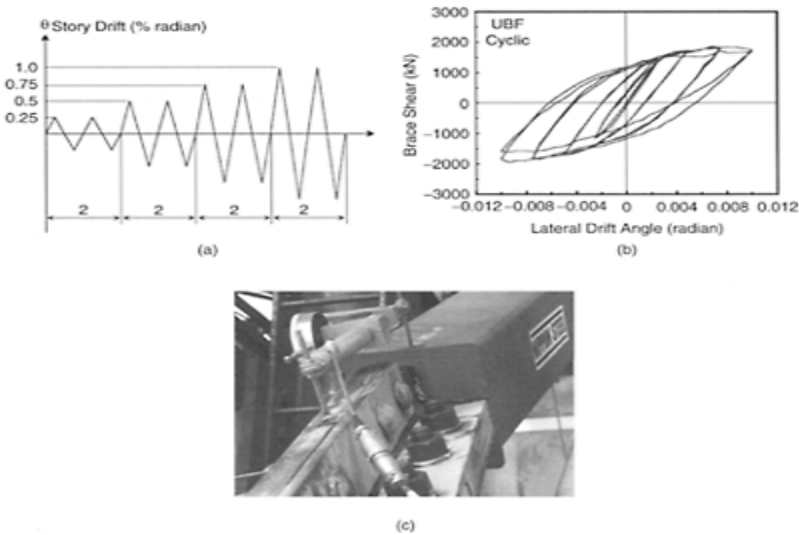 θ Story Drift (% radian)
1.0
0.75
0.5
0.25
2 2 2 2
(a)
(b)
UBF
Cyclic
Brace Shear (kN)
3000
2000
1000
0
−1000
−2000
−3000
−0.012 −0.008 −0.004 0 0.004 0.008 0.012
Lateral Drift Angle (radian)
(b)
(c)